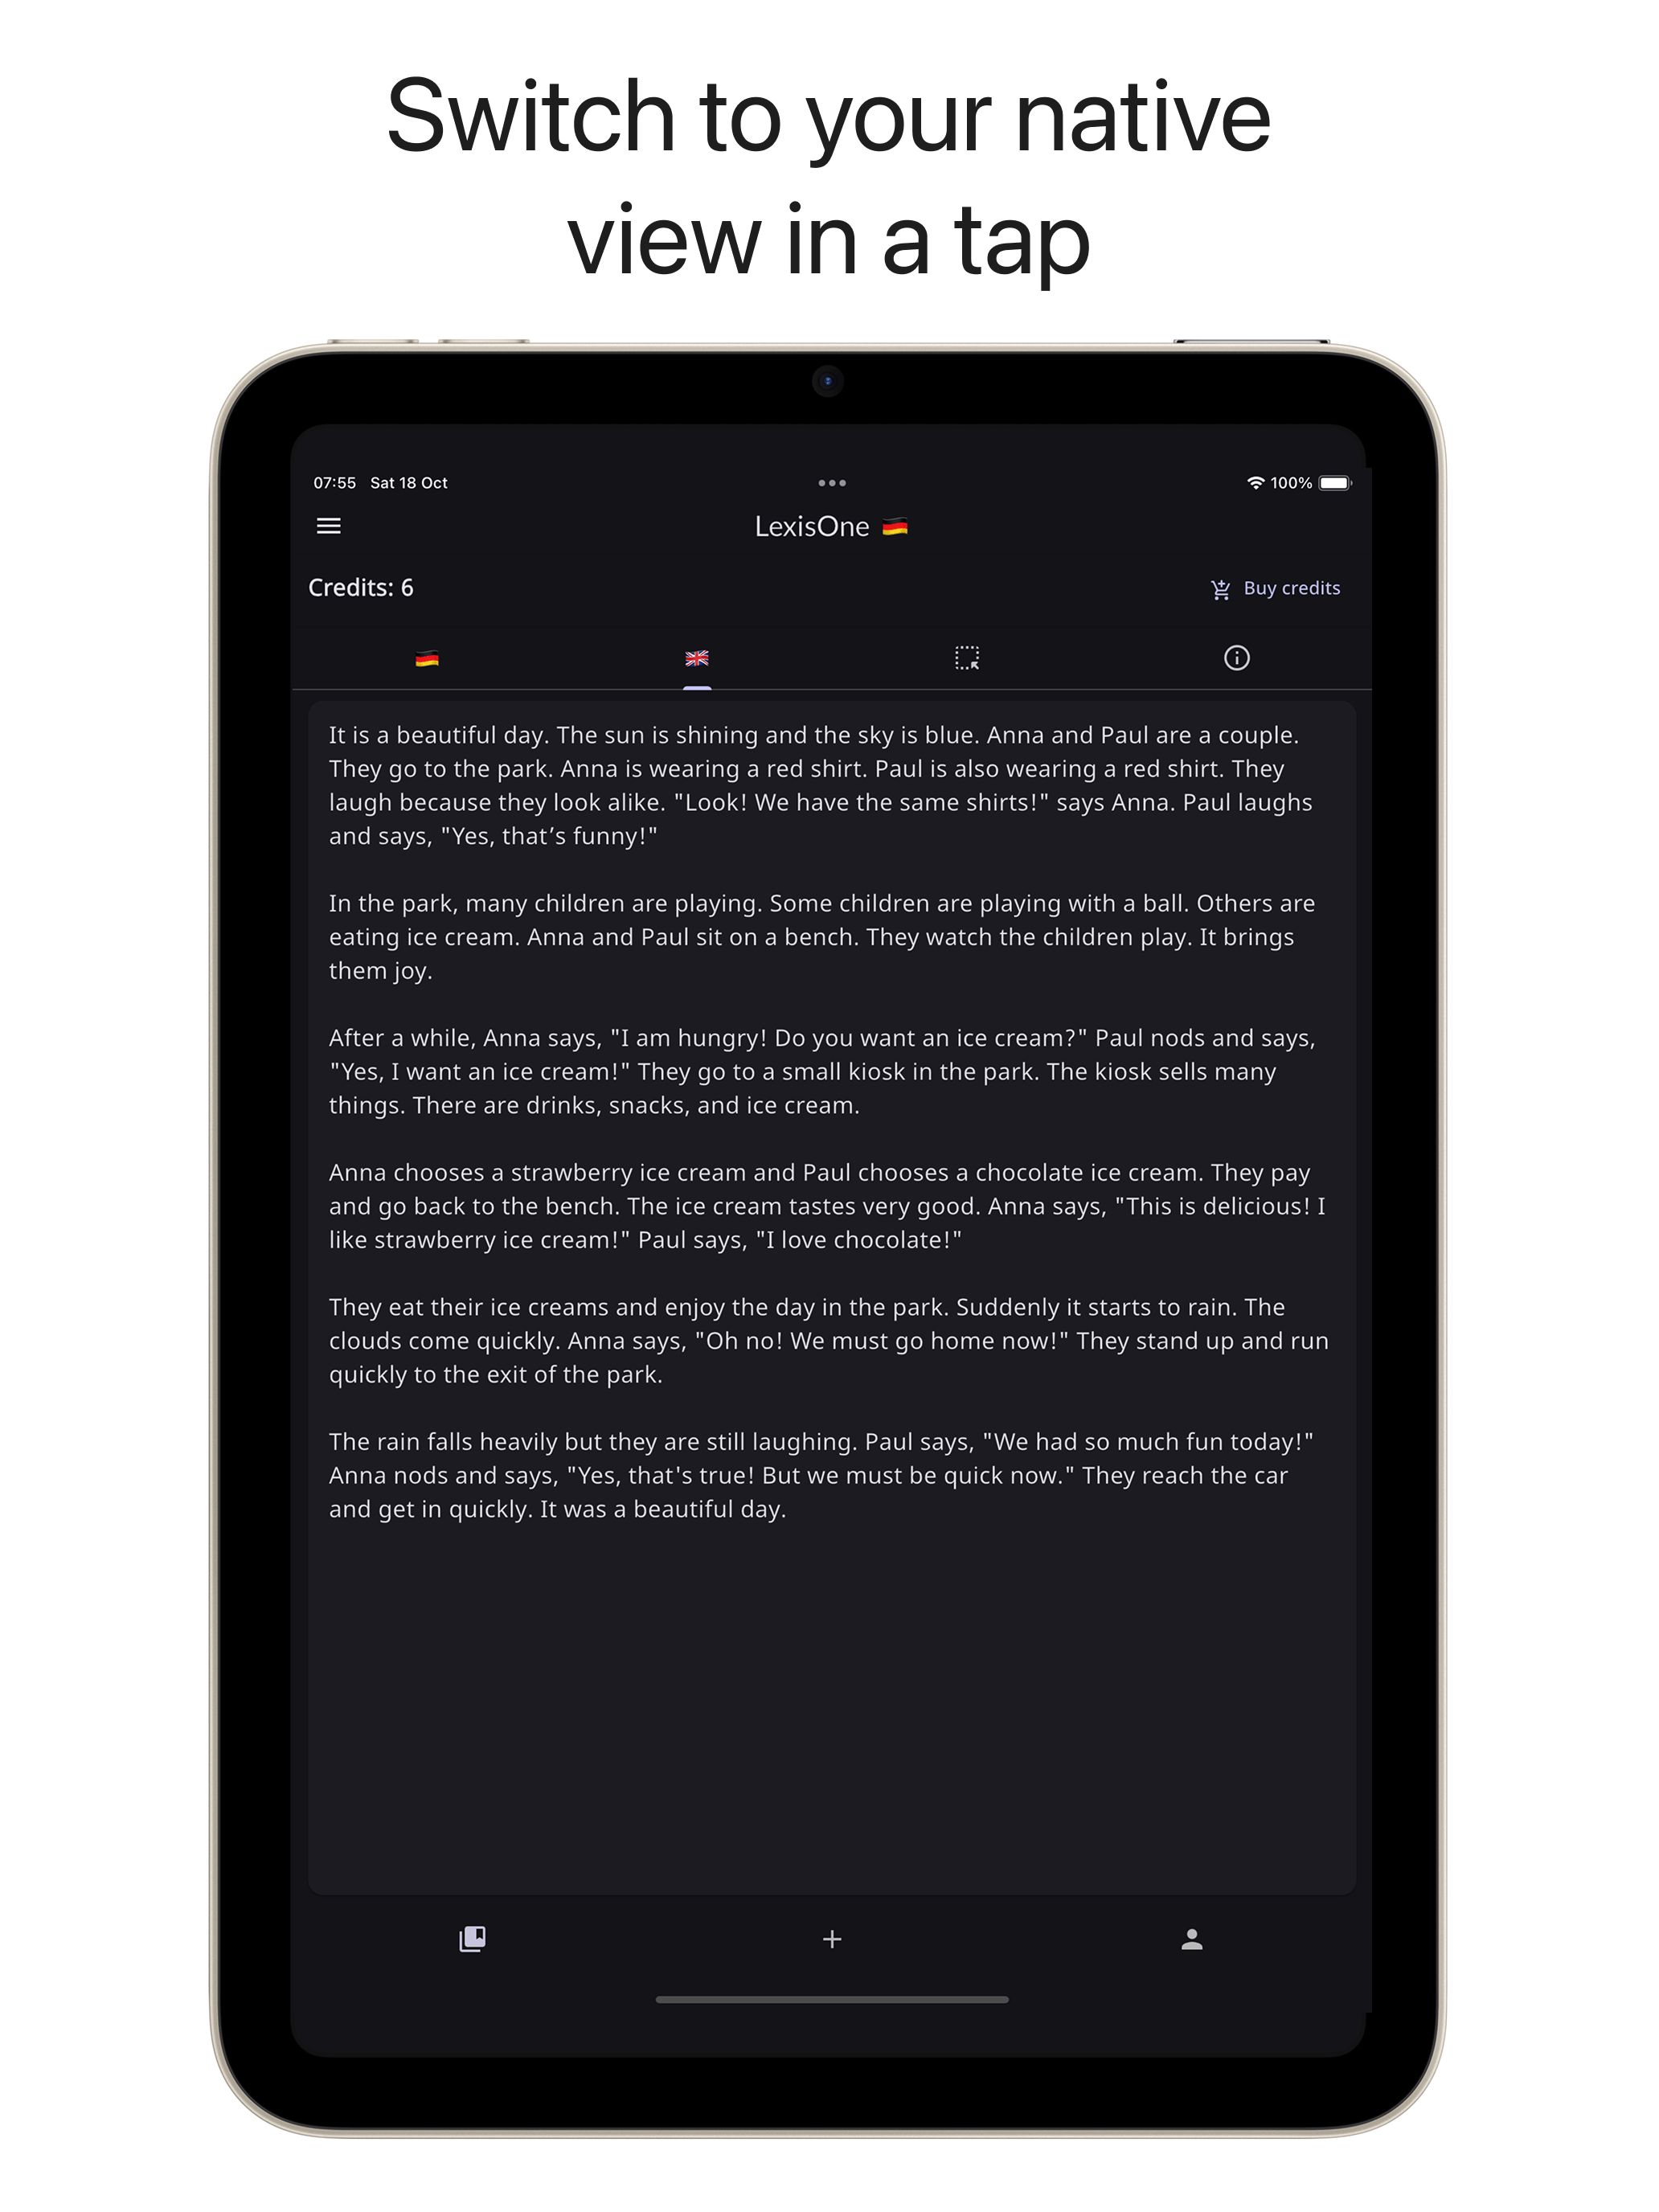 Switch to your native
view in a tap
07:55 Sat 18 Oct
100%
LexisOne
Credits: 6
Buy credits
It is a beautiful day. The sun is shining and the sky is blue. Anna and Paul are a couple.
They go to the park. Anna is wearing a red shirt. Paul is also wearing a red shirt. They
laugh because they look alike. "Look! We have the same shirts!" says Anna. Paul laughs
and says, "Yes, that’s funny!"
In the park, many children are playing. Some children are playing with a ball. Others are
eating ice cream. Anna and Paul sit on a bench. They watch the children play. It brings
them joy.
After a while, Anna says, "I am hungry! Do you want an ice cream?" Paul nods and says,
"Yes, I want an ice cream!" They go to a small kiosk in the park. The kiosk sells many
things. There are drinks, snacks, and ice cream.
Anna chooses a strawberry ice cream and Paul chooses a chocolate ice cream. They pay
and go back to the bench. The ice cream tastes very good. Anna says, "This is delicious! I
like strawberry ice cream!" Paul says, "I love chocolate!"
They eat their ice creams and enjoy the day in the park. Suddenly it starts to rain. The
clouds come quickly. Anna says, "Oh no! We must go home now!" They stand up and run
quickly to the exit of the park.
The rain falls heavily but they are still laughing. Paul says, "We had so much fun today!"
Anna nods and says, "Yes, that's true! But we must be quick now." They reach the car
and get in quickly. It was a beautiful day.